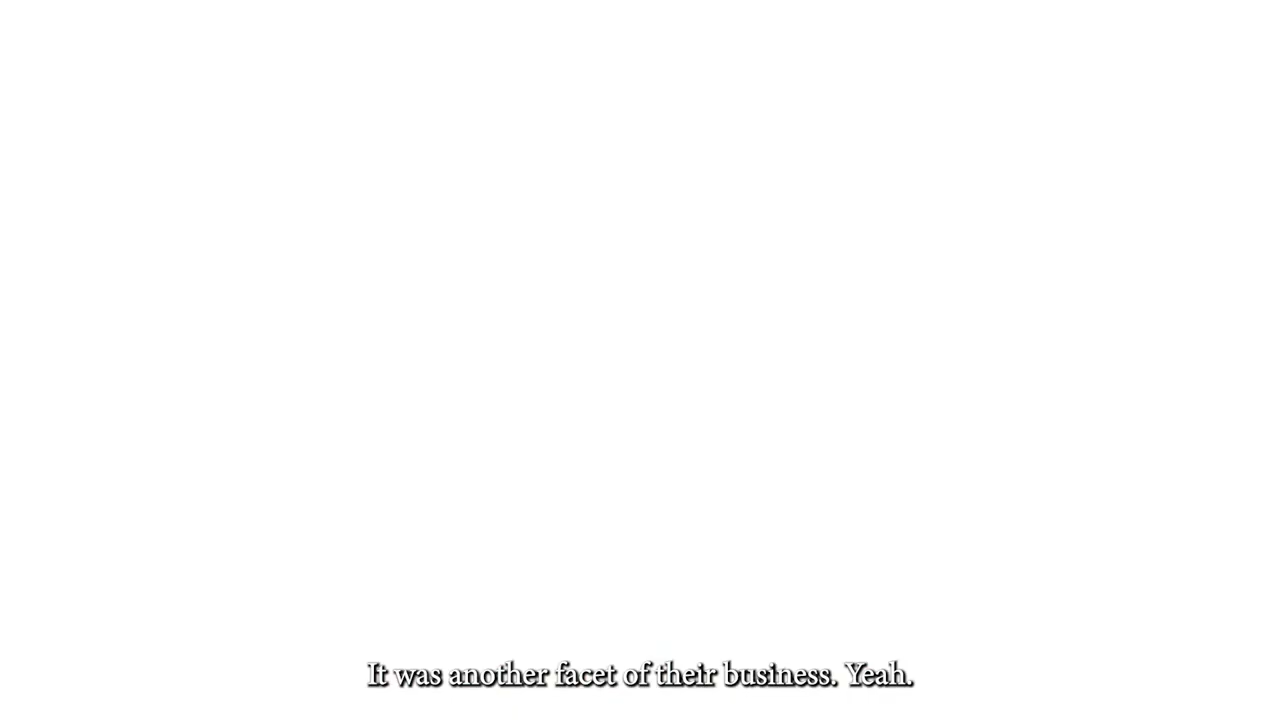 It was another facet of their business. Yeah.